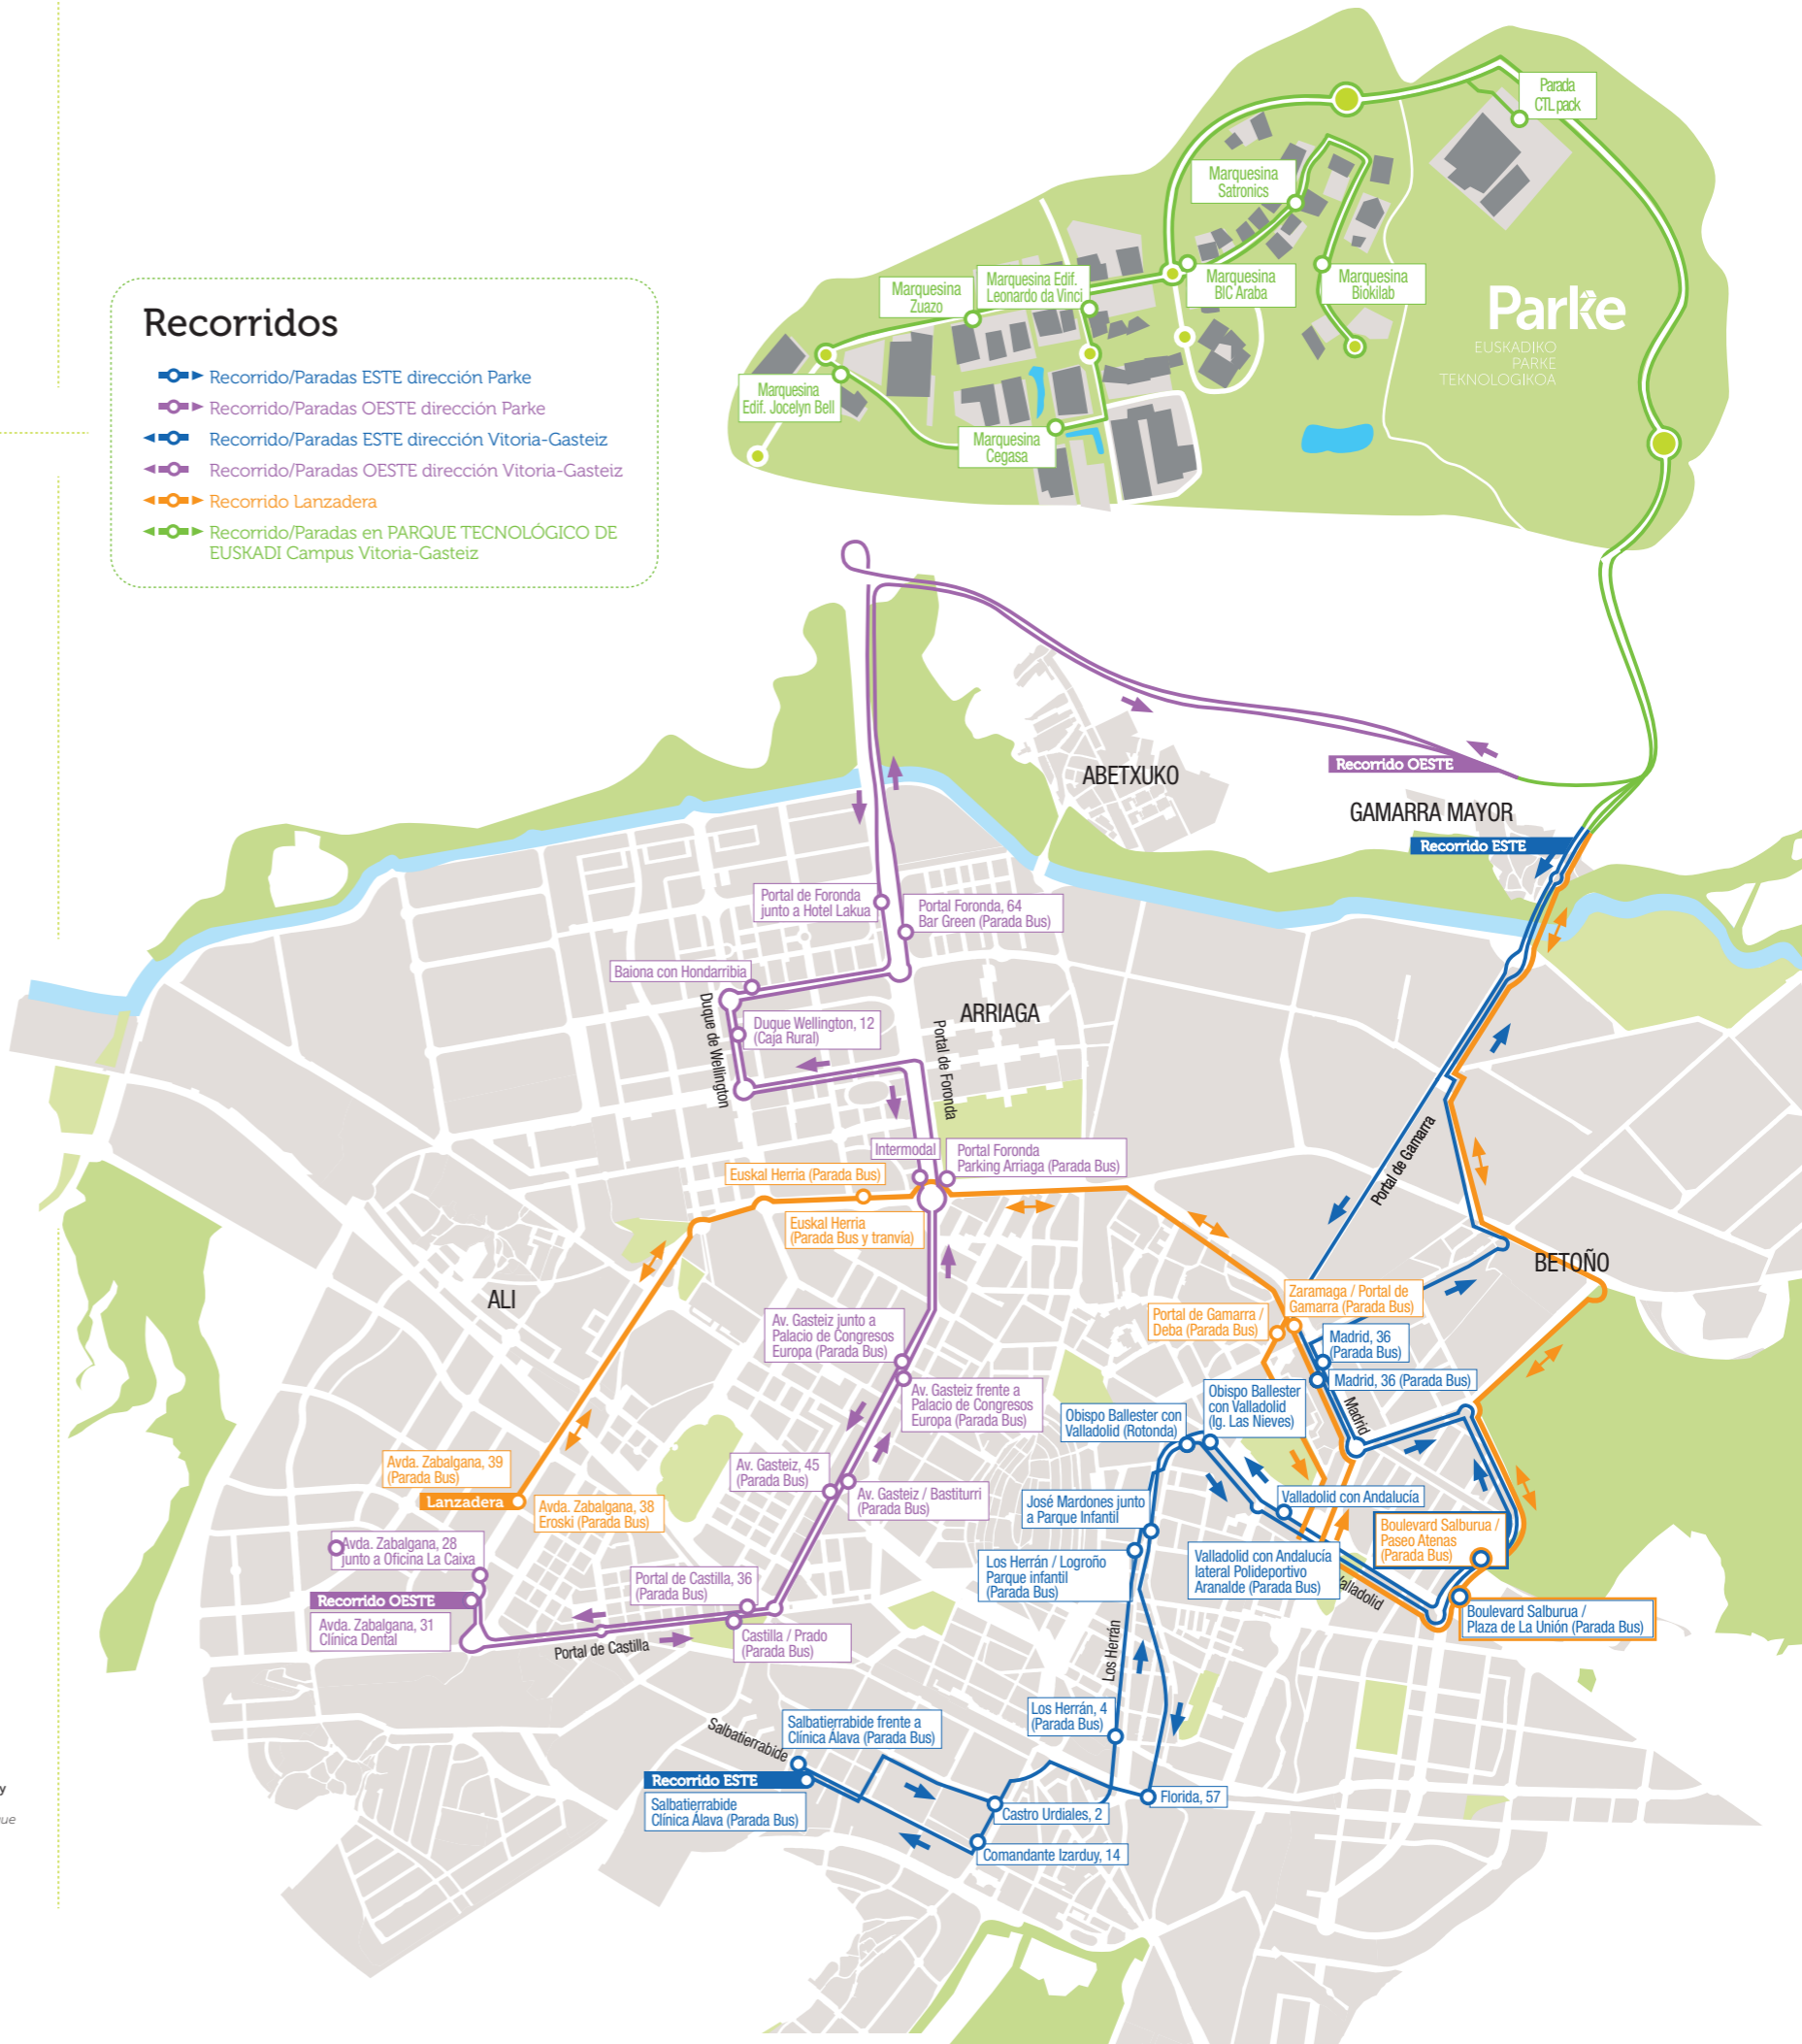 Parada
CTL pack
Marquesina
Satronics
Marquesina
Zuazo
Marquesina Edif.
Leonardo da Vinci
Marquesina
BIC Araba
Marquesina
Biokilab
Parke
EUSKADIKO
PARKE
TEKNOLOGIKOA
Marquesina
Edif. Jocelyn Bell
Marquesina
Cegasa
Recorridos
Recorrido/Paradas ESTE dirección Parke
Recorrido/Paradas OESTE dirección Parke
Recorrido/Paradas ESTE dirección Vitoria-Gasteiz
Recorrido/Paradas OESTE dirección Vitoria-Gasteiz
Recorrido Lanzadera
Recorrido/Paradas en PARQUE TECNOLÓGICO DE
EUSKADI Campus Vitoria-Gasteiz
Recorrido OESTE
ABETXUKO
GAMARRA MAYOR
Recorrido ESTE
Portal de Foronda
junto a Hotel Lakua
Portal Foronda, 64
Bar Green (Parada Bus)
Baiona con Hondarribia
Duque de Wellington
Duque Wellington, 12
(Caja Rural)
ARRIAGA
Portal de Foronda
Intermodal
Portal Foronda
Parking Arriaga (Parada Bus)
Portal de Gamarra
Euskal Herria (Parada Bus)
Euskal Herria
(Parada Bus y tranvía)
BETOÑO
ALI
Zaramaga / Portal de
Gamarra (Parada Bus)
Portal de Gamarra /
Deba (Parada Bus)
Av. Gasteiz junto a
Palacio de Congresos
Europa (Parada Bus)
Madrid, 36
(Parada Bus)
Madrid, 36 (Parada Bus)
Av. Gasteiz frente a
Palacio de Congresos
Europa (Parada Bus)
Obispo Ballester
con Valladolid
(Ig. Las Nieves)
Obispo Ballester con
Valladolid (Rotonda)
Madrid
Avda. Zabalgana, 39
(Parada Bus)
Lanzadera
Avda. Zabalgana, 38
Eroski (Parada Bus)
Av. Gasteiz, 45
(Parada Bus)
Av. Gasteiz / Bastiturri
(Parada Bus)
José Mardones junto
a Parque Infantil
Valladolid con Andalucía
Boulevard Salburua /
Paseo Atenas
(Parada Bus)
Avda. Zabalgana, 28
junto a Oficina La Caixa
Los Herrán / Logroño
Parque infantil
(Parada Bus)
Valladolid con Andalucía
lateral Polideportivo
Aranalde (Parada Bus)
Valladolid
Portal de Castilla, 36
(Parada Bus)
Recorrido OESTE
Avda. Zabalgana, 31
Clínica Dental
Castilla / Prado
(Parada Bus)
Portal de Castilla
Boulevard Salburua /
Plaza de La Unión (Parada Bus)
Los Herrán
Los Herrán, 4
(Parada Bus)
Salbatierrabide
Salbatierrabide frente a
Clínica Álava (Parada Bus)
Recorrido ESTE
Salbatierrabide
Clínica Álava (Parada Bus)
Florida, 57
Castro Urdiales, 2
Comandante Izarduy, 14
y